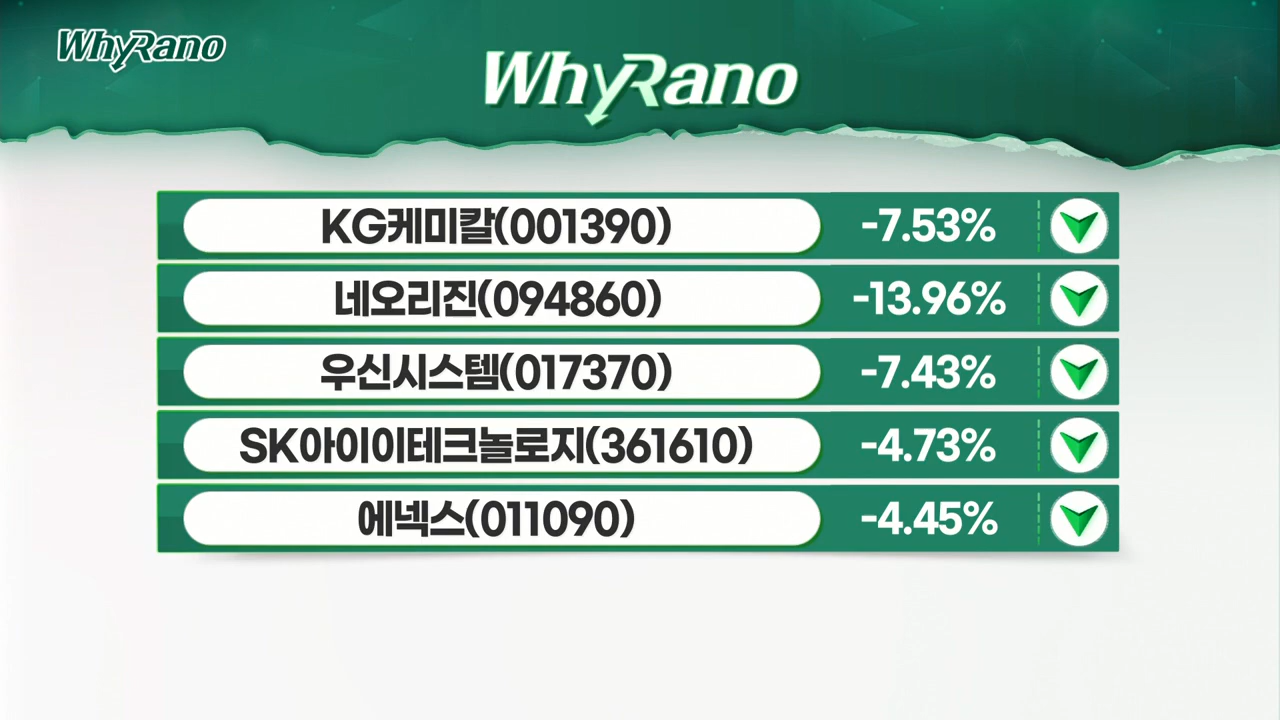 WhyRano
WhyRano
KG케미칼(001390) -7.53%
네오리진(094860) -13.96%
우신시스템(017370) -7.43%
SK아이이테크놀로지(361610) -4.73%
에넥스(011090) -4.45%